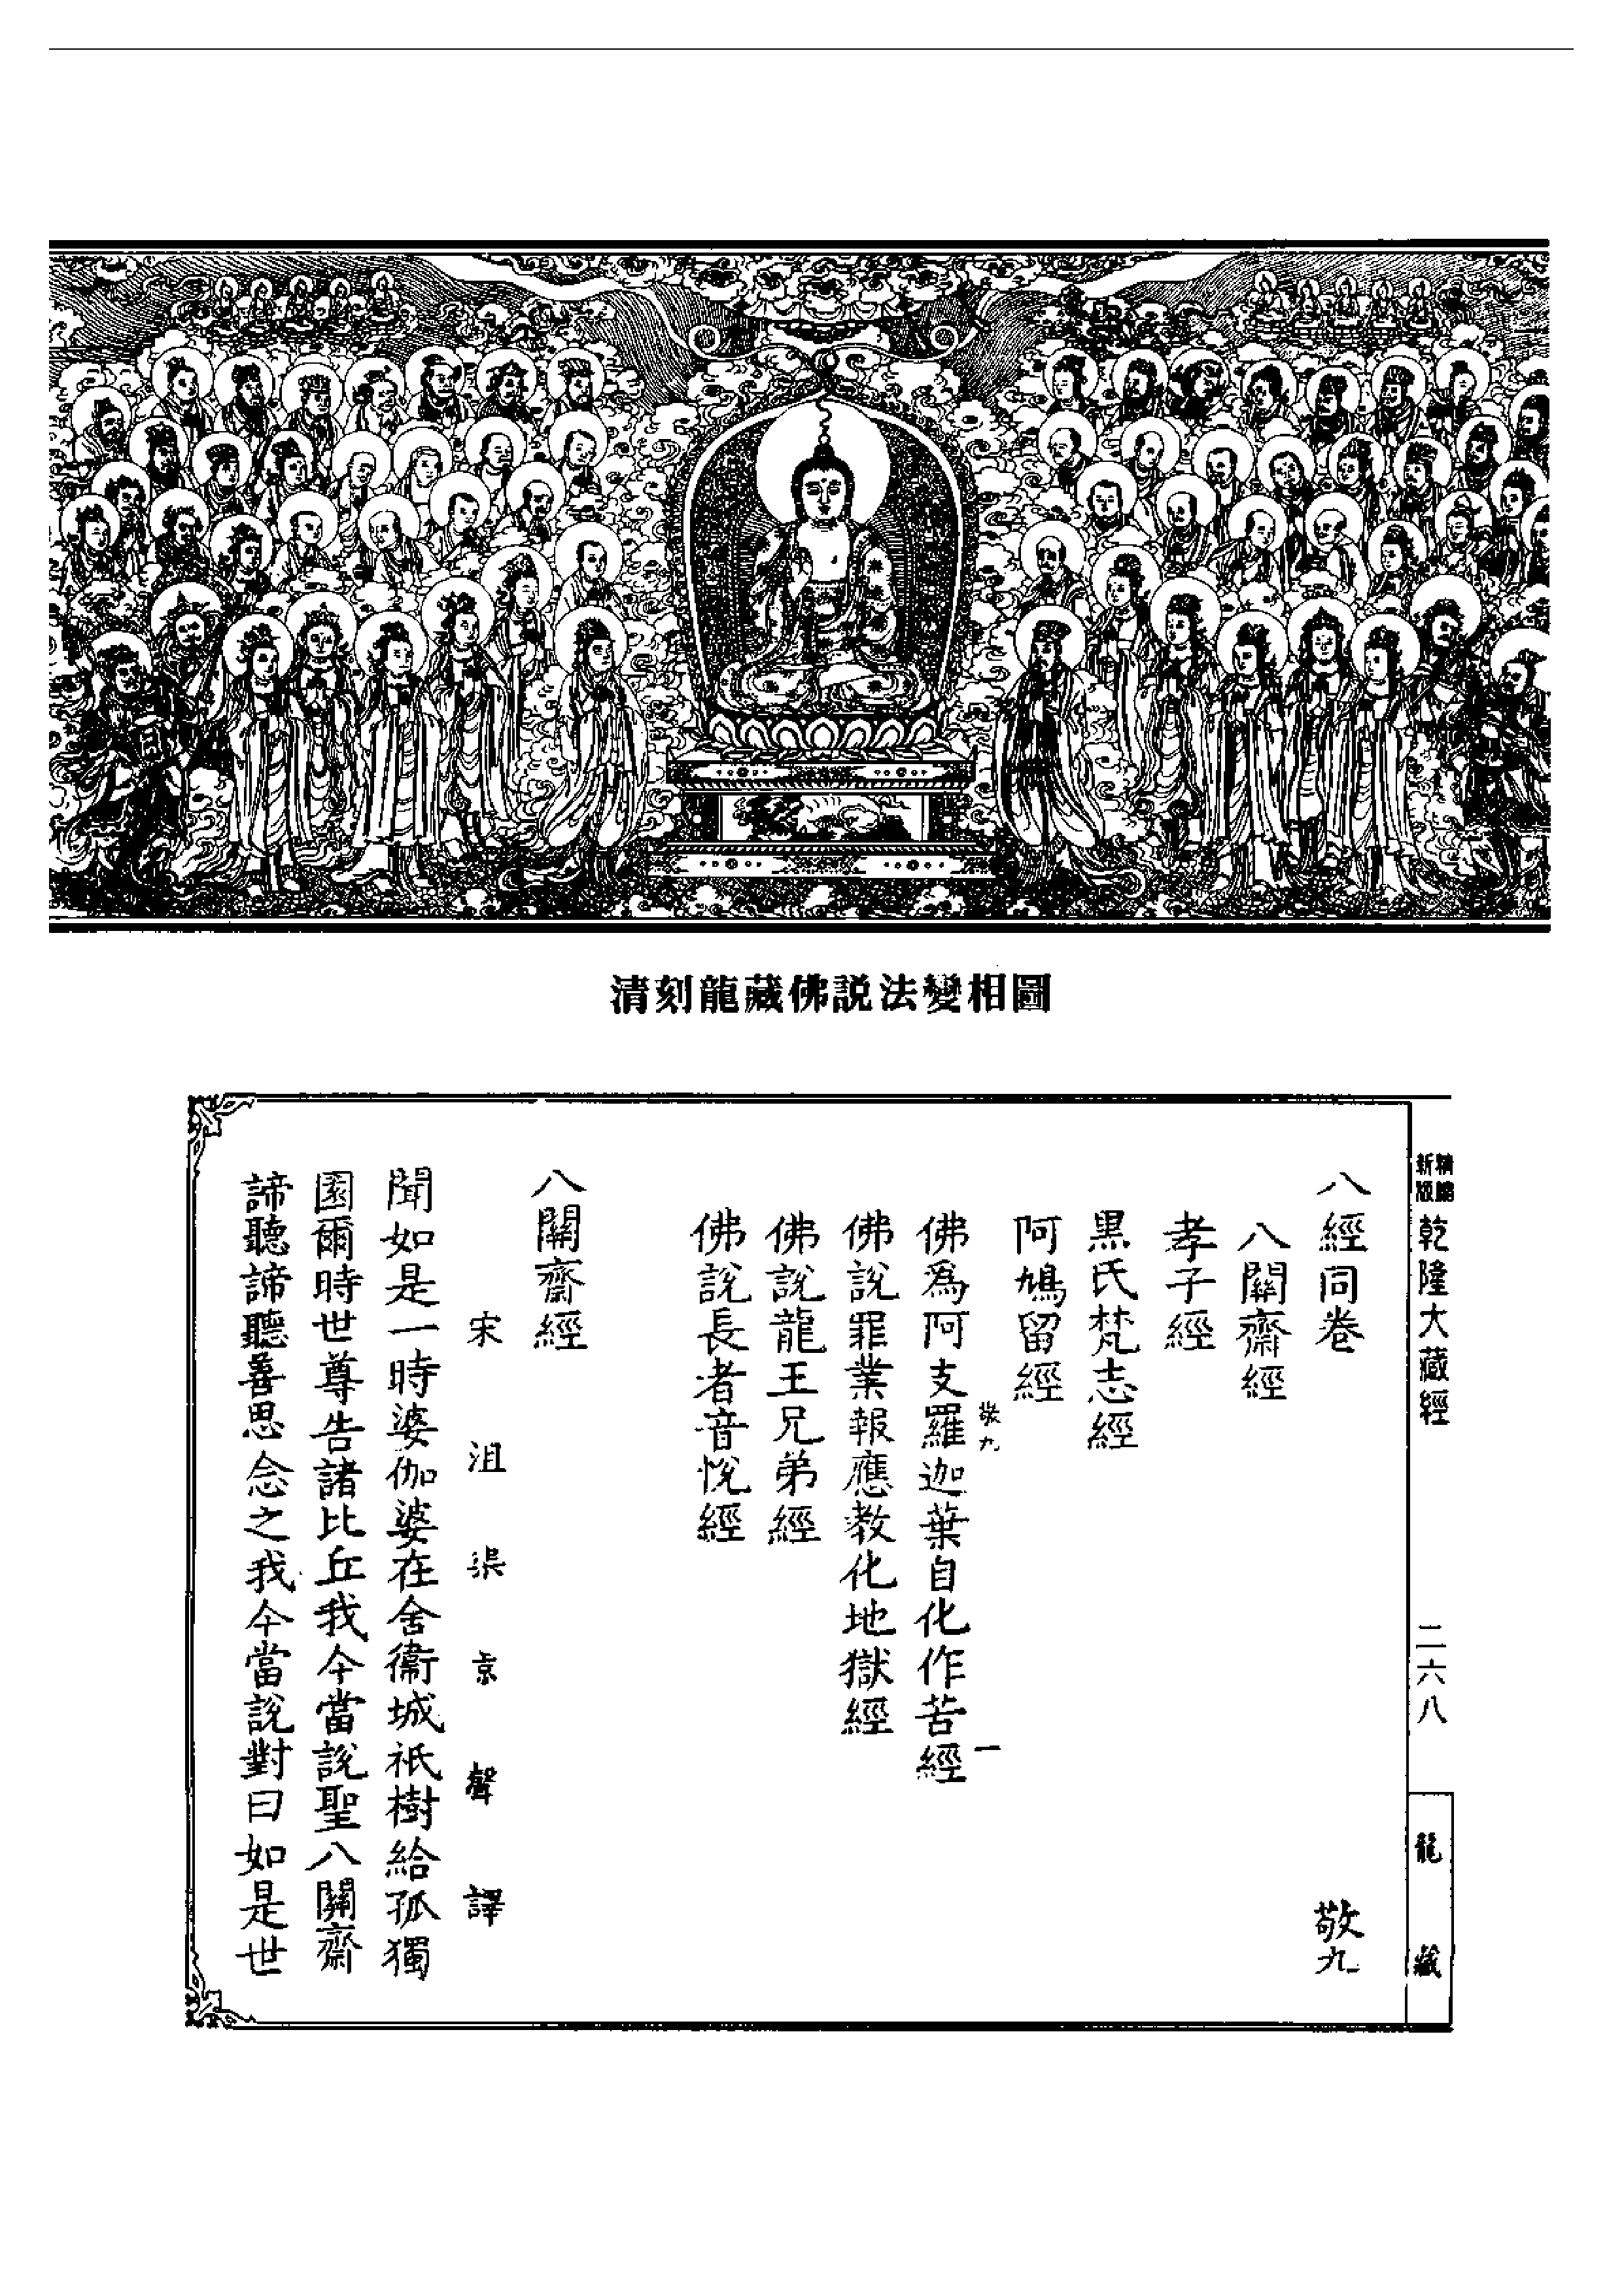 清刻龍藏佛説法變相圖
新版
乾隆大藏經
二六八
龍藏
八經同卷 敬九
八關齋經
孝子經
黑氏梵志經
阿鳩留經
敬九 一
佛爲阿支羅迦葉自化作苦經
佛說罪業報應教化地獄經
佛說龍王兄弟經
佛說長者音悅經
八關齋經
宋沮渠京聲譯
聞如是一時婆伽婆在舍衞城祇樹給孤獨
園爾時世尊告諸比丘我今當說聖八關齋
諦聽諦聽善思念之我今當說對曰如是世